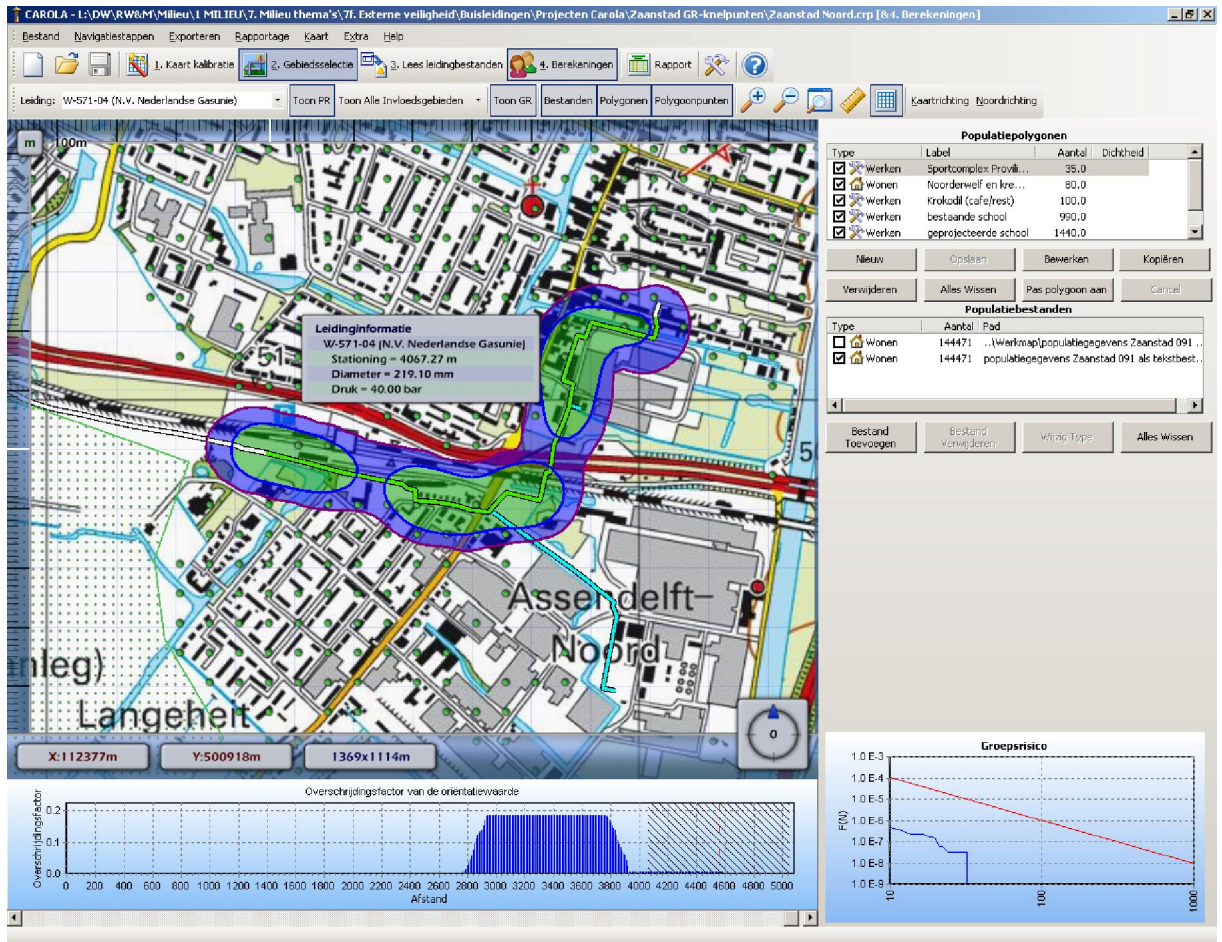 CAROLA - L:\DW\RW&M\Milieu\1 MILIEU\7. Milieu thema's\7f. Externe veiligheid\Buisleidingen\Projecten Carola\Zaanstad GR-knelpunten\Zaanstad Noord.crp [&4. Berekeningen]
Bestand Navigatiestappen Exporteren Rapportage Kaart Extra Help
1. Kaart kalibratie 2. Gebiedsselectie 3. Lees leidingbestanden 4. Berekeningen Rapport
Leiding: W-571-04 (N.V. Nederlandse Gasunie) Toon PR Toon Alle Invloedsgebieden Toon GR Bestanden Polygonen Polygoonpunten Kaartrichting Noordrichting
m 100m
Leidinginformatie
W-571-04 (N.V. Nederlandse Gasunie)
Stationing = 4067.27 m
Diameter = 219.10 mm
Druk = 40.00 bar
51
5
Assendelft-
Noord
nleg)
Langeheit
0
X:112377m Y:500918m 1369x1114m
Populatiepolygonen
Type Label Aantal Dichtheid
Werken Sportcomplex Provili... 35.0
Wonen Noorderwelf en kre... 80.0
Werken Krokodil (cafe/rest) 100.0
Werken bestaande school 990.0
Werken geprojecteerde school 1440.0
Nieuw Opslaan Bewerken Kopiëren
Verwijderen Alles Wissen Pas polygoon aan Cancel
Populatiebestanden
Type Aantal Pad
Wonen 144471 ..\Werkmap\populatiegegevens Zaanstad 091 ...
Wonen 144471 populatiegegevens Zaanstad 091 als tekstbest...
Bestand Toevoegen Bestand Verwijderen Wijzig Type Alles Wissen
Overschrijdingsfactor van de oriëntatiewaarde
Overschrijdingsfactor
0.2
0.1
0.0
0 200 400 600 800 1000 1200 1400 1600 1800 2000 2200 2400 2600 2800 3000 3200 3400 3600 3800 4000 4200 4400 4600 4800 5000
Afstand
Groepsrisico
F(N)
1.0 E-3
1.0 E-4
1.0 E-5
1.0 E-6
1.0 E-7
1.0 E-8
1.0 E-9
10 100 1000